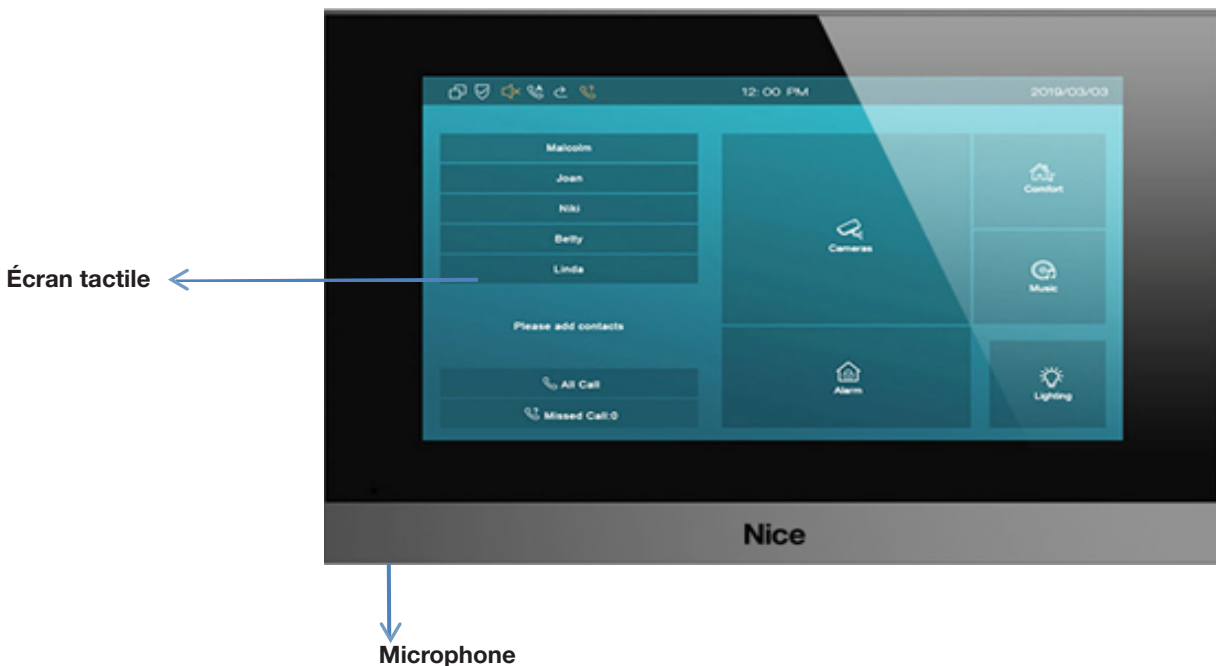 12:00 PM
2019/03/03
Malcolm
Joan
Niki
Betty
Linda
Please add contacts
All Call
Missed Call:0
Cameras
Alarm
Comfort
Music
Lighting
Écran tactile
Nice
Microphone